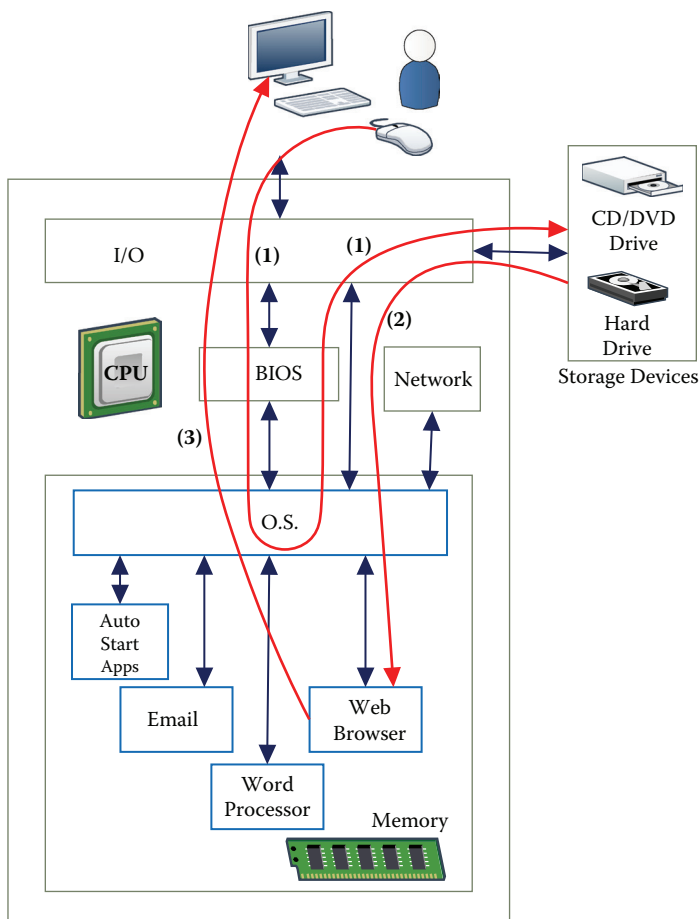 CD/DVD
Drive
I/O
(1)
(1)
(2)
Hard
Drive
Storage Devices
CPU
BIOS
Network
(3)
O.S.
Auto
Start
Apps
Email
Web
Browser
Word
Processor
Memory